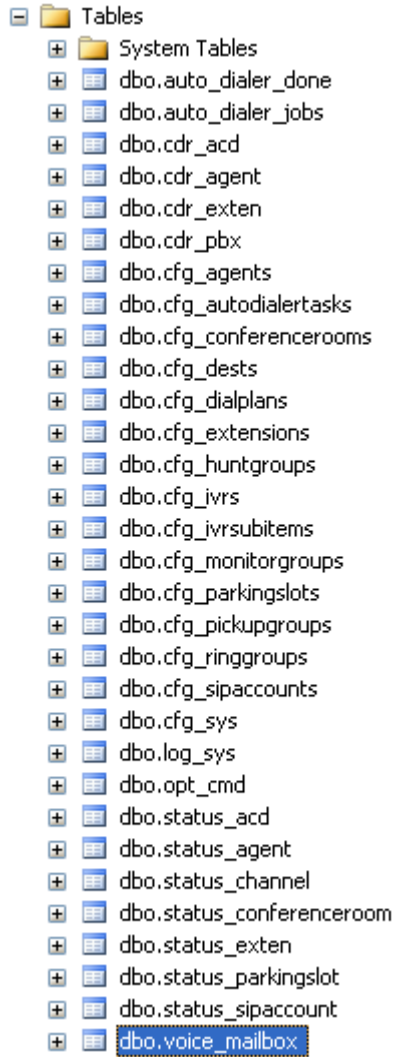 Tables
System Tables
dbo.auto_dialer_done
dbo.auto_dialer_jobs
dbo.cdr_acd
dbo.cdr_agent
dbo.cdr_exten
dbo.cdr_pbx
dbo.cfg_agents
dbo.cfg_autodialertasks
dbo.cfg_conferencerooms
dbo.cfg_dests
dbo.cfg_dialplans
dbo.cfg_extensions
dbo.cfg_huntgroups
dbo.cfg_ivrs
dbo.cfg_ivrsubitems
dbo.cfg_monitorgroups
dbo.cfg_parkingslots
dbo.cfg_pickupgroups
dbo.cfg_ringgroups
dbo.cfg_sipaccounts
dbo.cfg_sys
dbo.log_sys
dbo.opt_cmd
dbo.status_acd
dbo.status_agent
dbo.status_channel
dbo.status_conferenceroom
dbo.status_exten
dbo.status_parkingslot
dbo.status_sipaccount
dbo.voice_mailbox